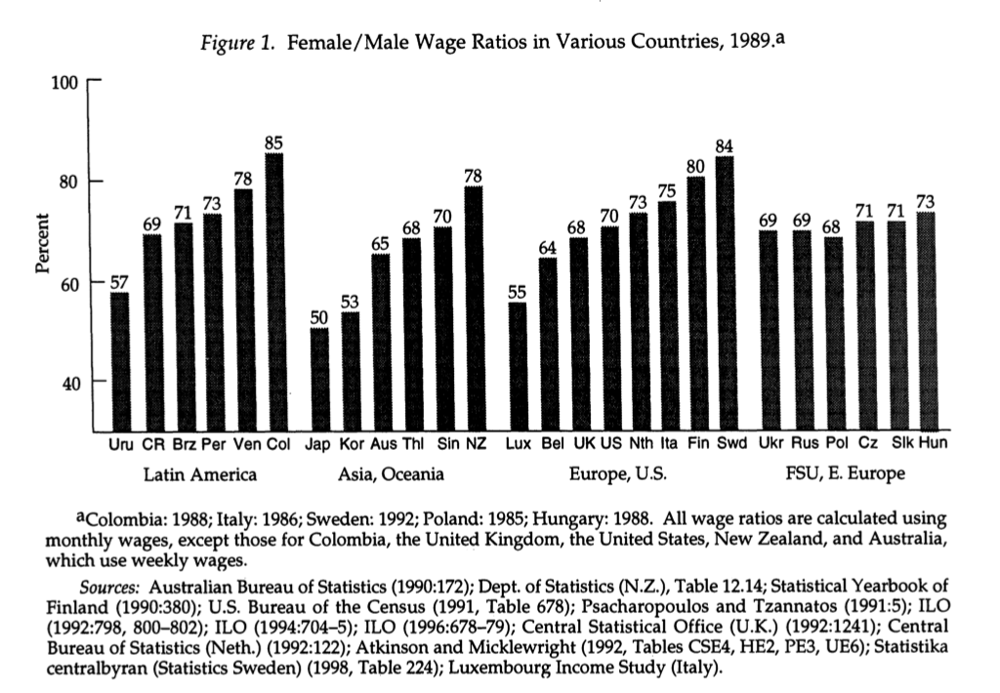 Figure 1. Female/Male Wage Ratios in Various Countries, 1989.a
100
80
60
40
Percent
57 69 71 73 78 85 50 53 65 68 70 78 55 64 68 70 73 75 80 84 69 69 68 71 71 73
Uru CR Brz Per Ven Col Jap Kor Aus Thl Sin NZ Lux Bel UK US Nth Ita Fin Swd Ukr Rus Pol Cz Slk Hun
Latin America Asia, Oceania Europe, U.S. FSU, E. Europe
aColombia: 1988; Italy: 1986; Sweden: 1992; Poland: 1985; Hungary: 1988. All wage ratios are calculated using
monthly wages, except those for Colombia, the United Kingdom, the United States, New Zealand, and Australia,
which use weekly wages.
Sources: Australian Bureau of Statistics (1990:172); Dept. of Statistics (N.Z.), Table 12.14; Statistical Yearbook of
Finland (1990:380); U.S. Bureau of the Census (1991, Table 678); Psacharopoulos and Tzannatos (1991:5); ILO
(1992:798, 800–802); ILO (1994:704–5); ILO (1996:678–79); Central Statistical Office (U.K.) (1992:1241); Central
Bureau of Statistics (Neth.) (1992:122); Atkinson and Micklewright (1992, Tables CSE4, HE2, PE3, UE6); Statistika
centralbyran (Statistics Sweden) (1998, Table 224); Luxembourg Income Study (Italy).